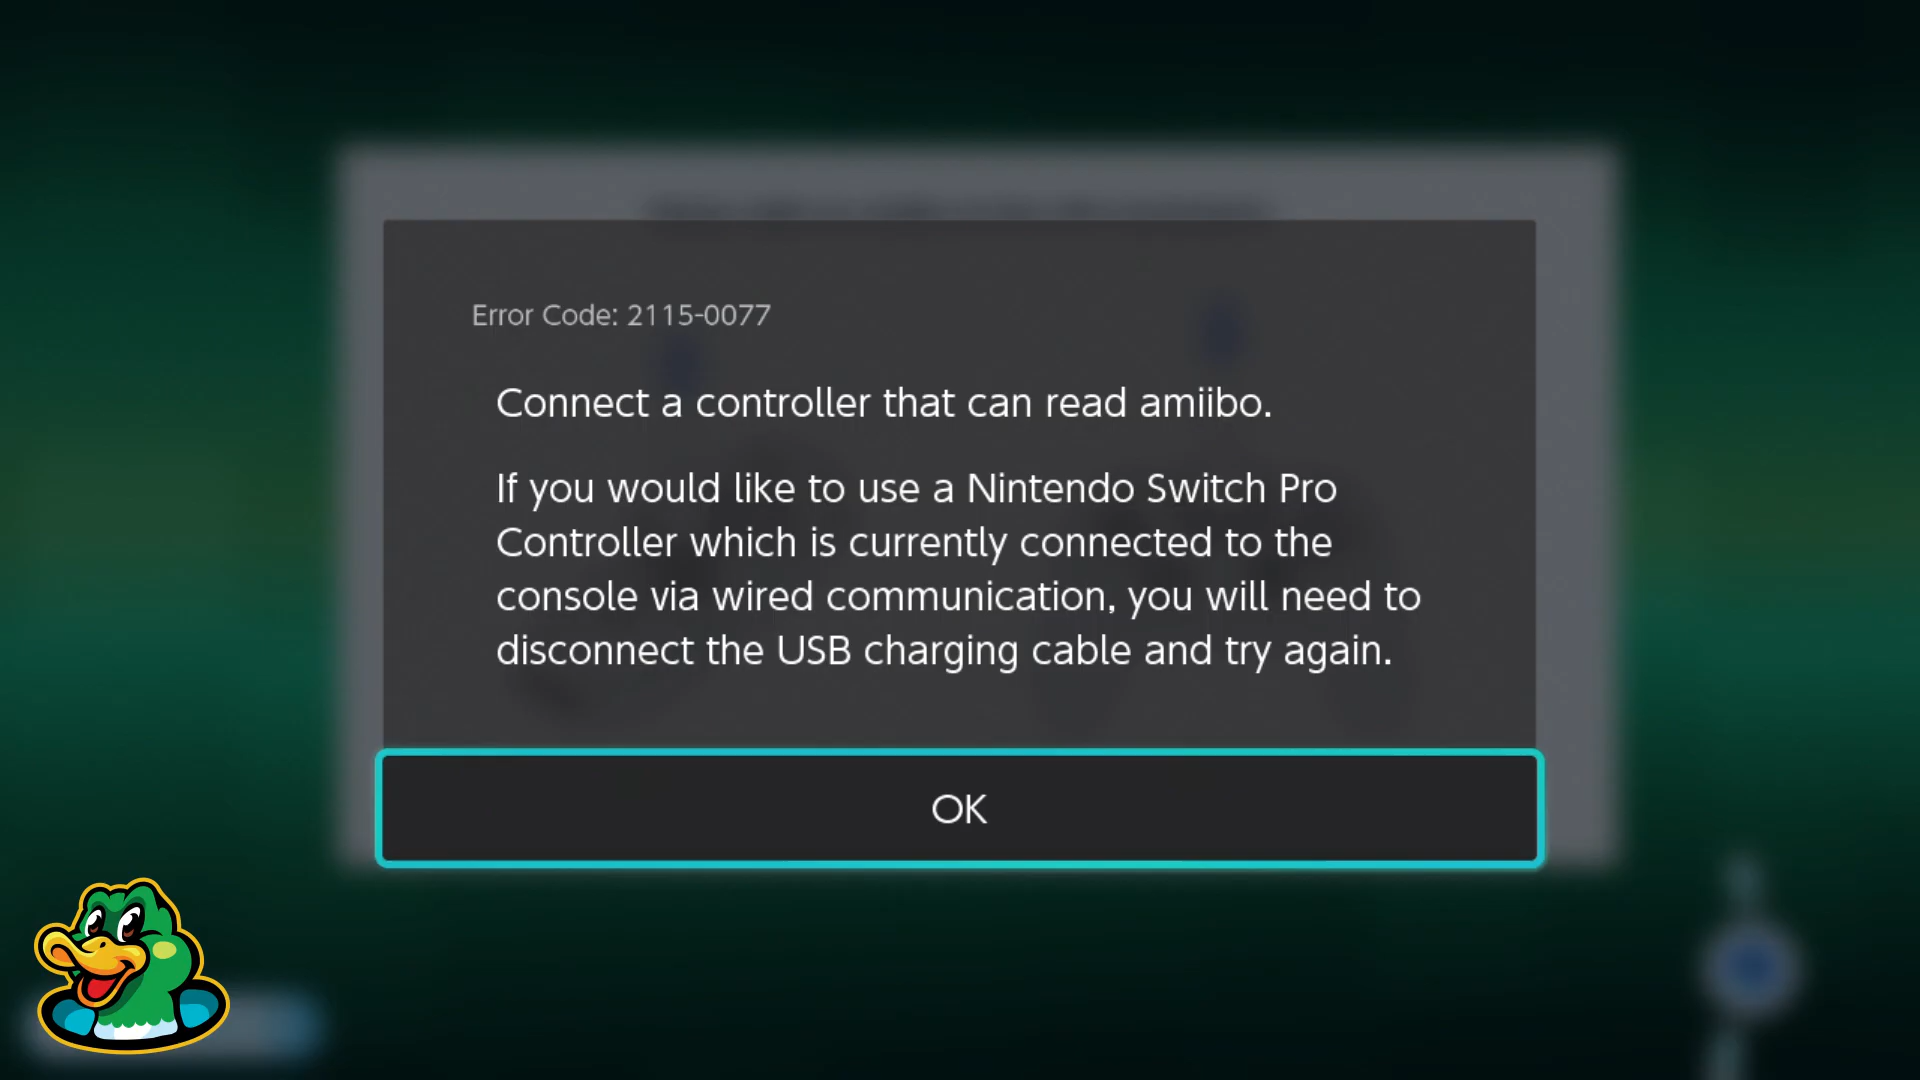 Error Code: 2115-0077
Connect a controller that can read amiibo.
If you would like to use a Nintendo Switch Pro
Controller which is currently connected to the
console via wired communication, you will need to
disconnect the USB charging cable and try again.
OK